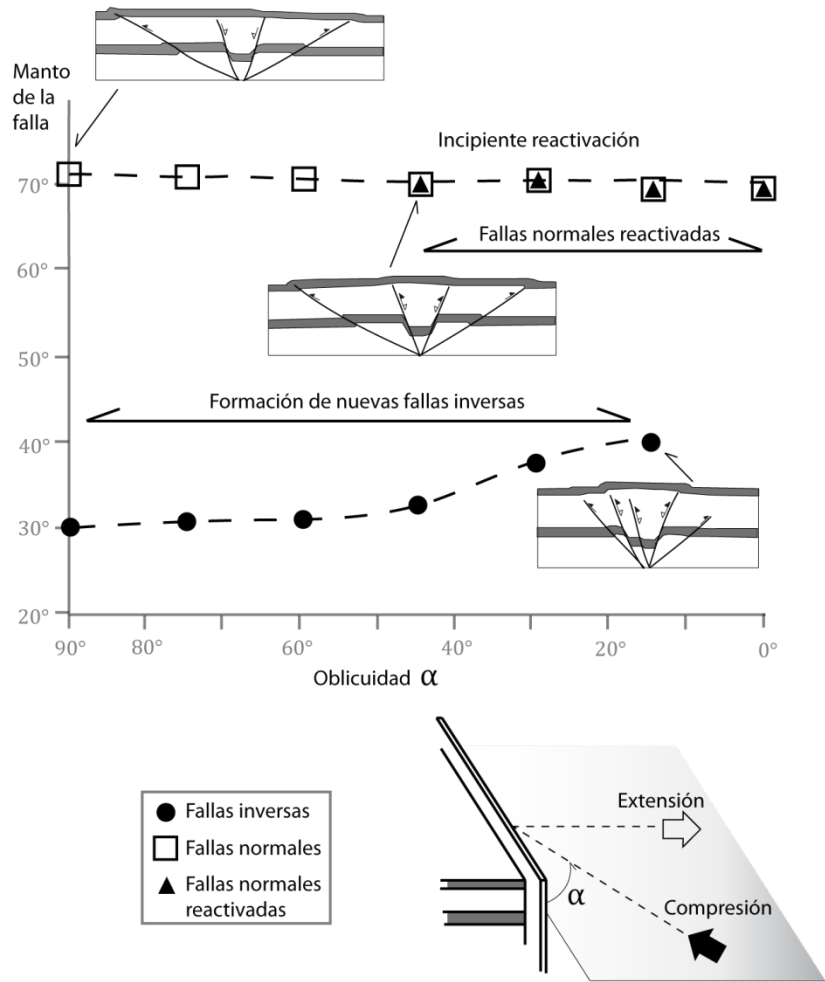 Manto
de la
falla
70°
60°
50°
40°
30°
20°
Incipiente reactivación
Fallas normales reactivadas
Formación de nuevas fallas inversas
90°
80°
60°
40°
20°
0°
Oblicuidad α
Fallas inversas
Fallas normales
Fallas normales
reactivadas
Extensión
α
Compresión